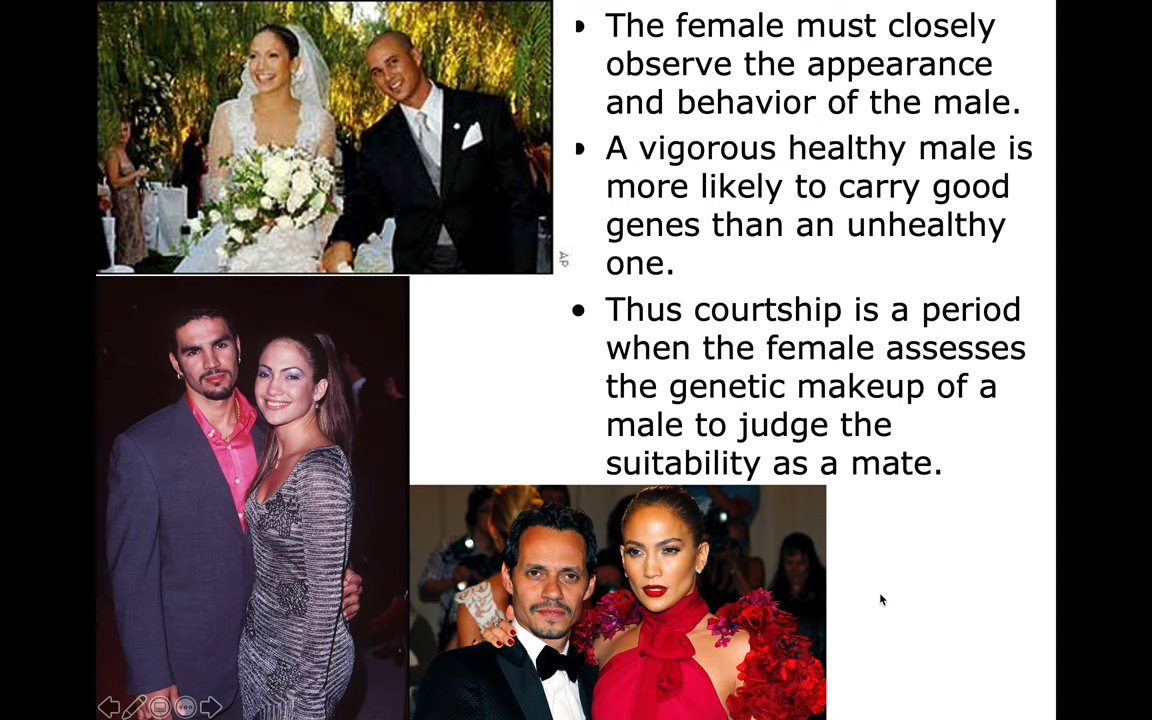 • The female must closely
observe the appearance
and behavior of the male.
• A vigorous healthy male is
more likely to carry good
genes than an unhealthy
one.
• Thus courtship is a period
when the female assesses
the genetic makeup of a
male to judge the
suitability as a mate.
AP